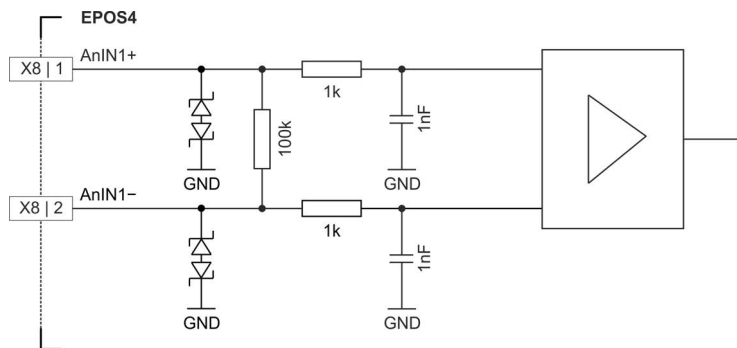 EPOS4
X8 | 1
AnIN1+
1k
100k
1nF
GND
GND
X8 | 2
AnIN1−
1k
1nF
GND
GND